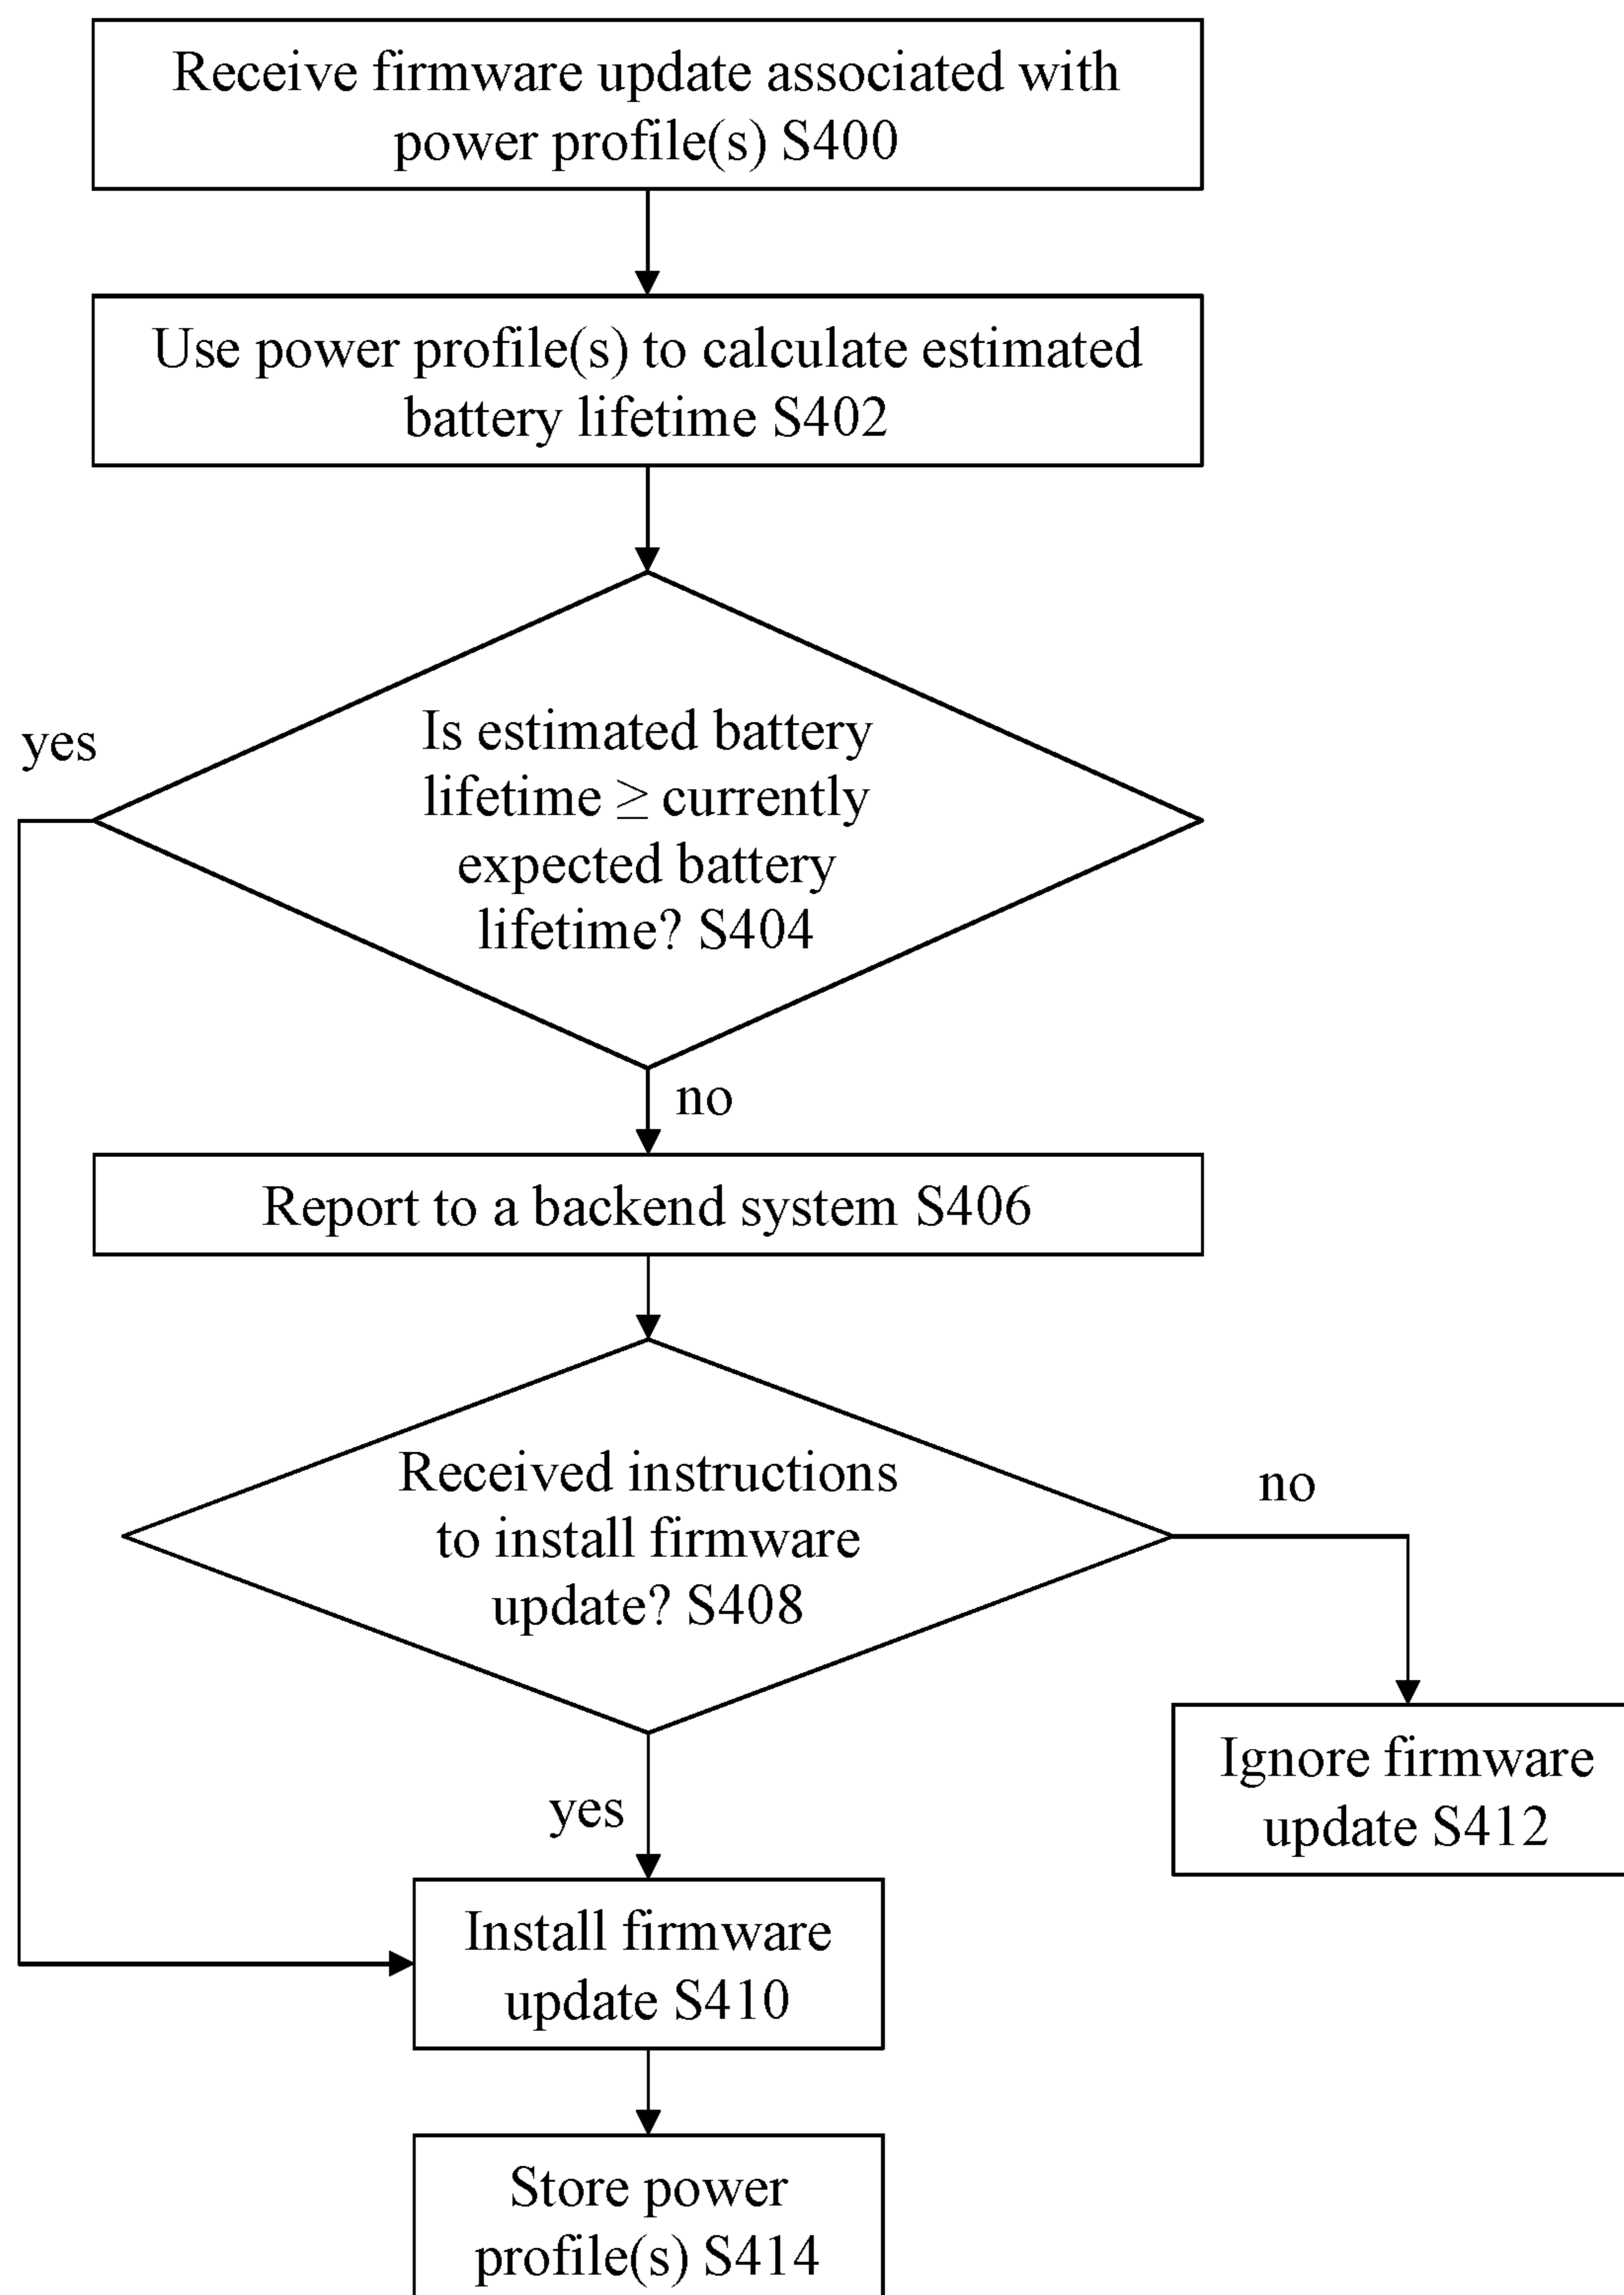 Receive firmware update associated with
power profile(s) S400
Use power profile(s) to calculate estimated
battery lifetime S402
yes
Is estimated battery
lifetime ≥ currently
expected battery
lifetime? S404
no
Report to a backend system S406
Received instructions
to install firmware
update? S408
no
Ignore firmware
update S412
yes
Install firmware
update S410
Store power
profile(s) S414